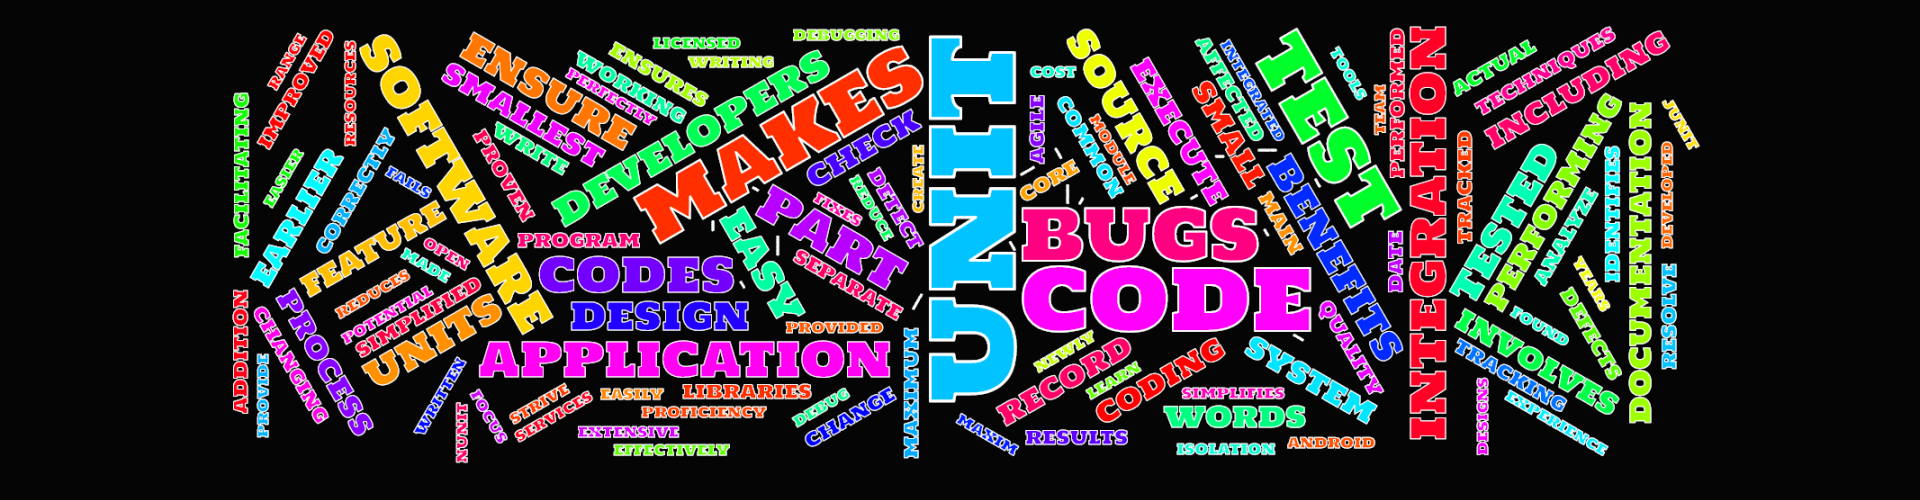 RANGE
IMPROVED
RESOURCES
SOFTWARE
FACILITATING
EASIER
EARLIER
CORRECTLY
FAILS
FEATURE
OPEN
MADE
REDUCES
POTENTIAL
SIMPLIFIED
UNITS
ADDITION
PROVIDE
CHANGING
PROCESS
WRITTEN
NUNIT
FOCUS
ENSURE
SMALLEST
WRITE
PROVEN
PROGRAM
ENSURES
WORKING
PERFECTLY
LICENSED
WRITING
DEBUGGING
DEVELOPERS
MAKES
CHECK
CREATE
DETECT
REDUCE
FIXES
PART
EASY
SEPARATE
CODES
DESIGN
PROVIDED
APPLICATION
STRIVE
SERVICES
EASILY
LIBRARIES
PROFICIENCY
EXTENSIVE
EFFECTIVELY
DEBUG
CHANGE
MAXIMUM
UNIT
COST
AGILE
SOURCE
COMMON
MODULE
CORE
EXECUTE
AFFECTED
INTEGRATED
SMALL
TEST
TOOLS
TEAM
PERFORMED
MAIN
BENEFITS
BUGS
CODE
DATE
QUALITY
NEWLY
RECORD
LEARN
CODING
SYSTEM
SIMPLIFIES
WORDS
MAXIM
RESULTS
ISOLATION
ANDROID
INTEGRATION
ACTUAL
TECHNIQUES
INCLUDING
TRACKED
TESTED
PERFORMING
ANALYZE
IDENTIFIES
DOCUMENTATION
JUNIT
DEVELOPED
RESOLVE
YEARS
DEFECTS
FOUND
INVOLVES
TRACKING
EXPERIENCE
DESIGNS